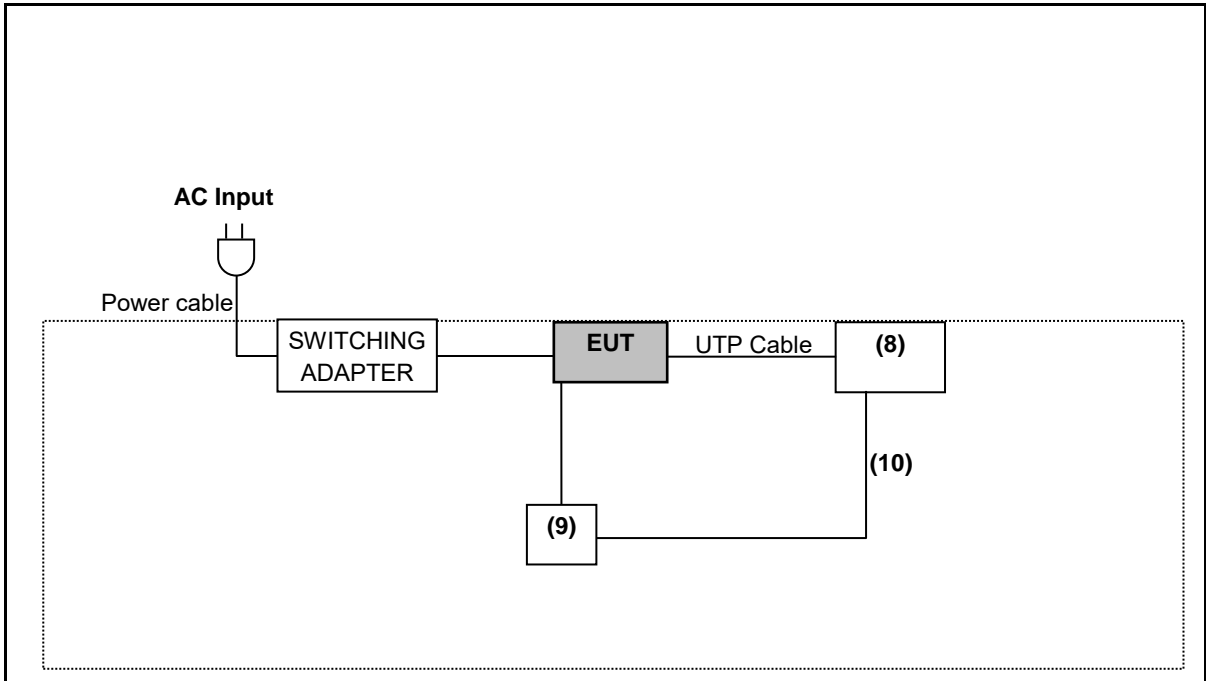 AC Input
Power cable
SWITCHING
ADAPTER
EUT
UTP Cable
(8)
(10)
(9)